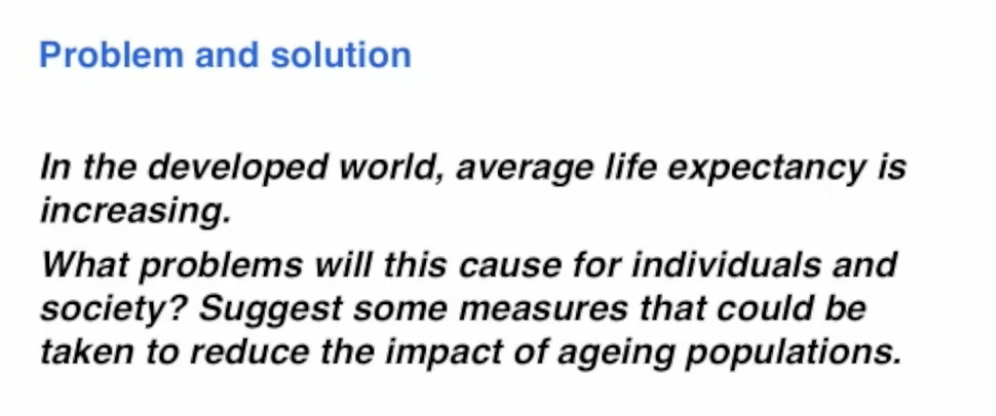 Problem and solution
In the developed world, average life expectancy is
increasing.
What problems will this cause for individuals and
society? Suggest some measures that could be
taken to reduce the impact of ageing populations.